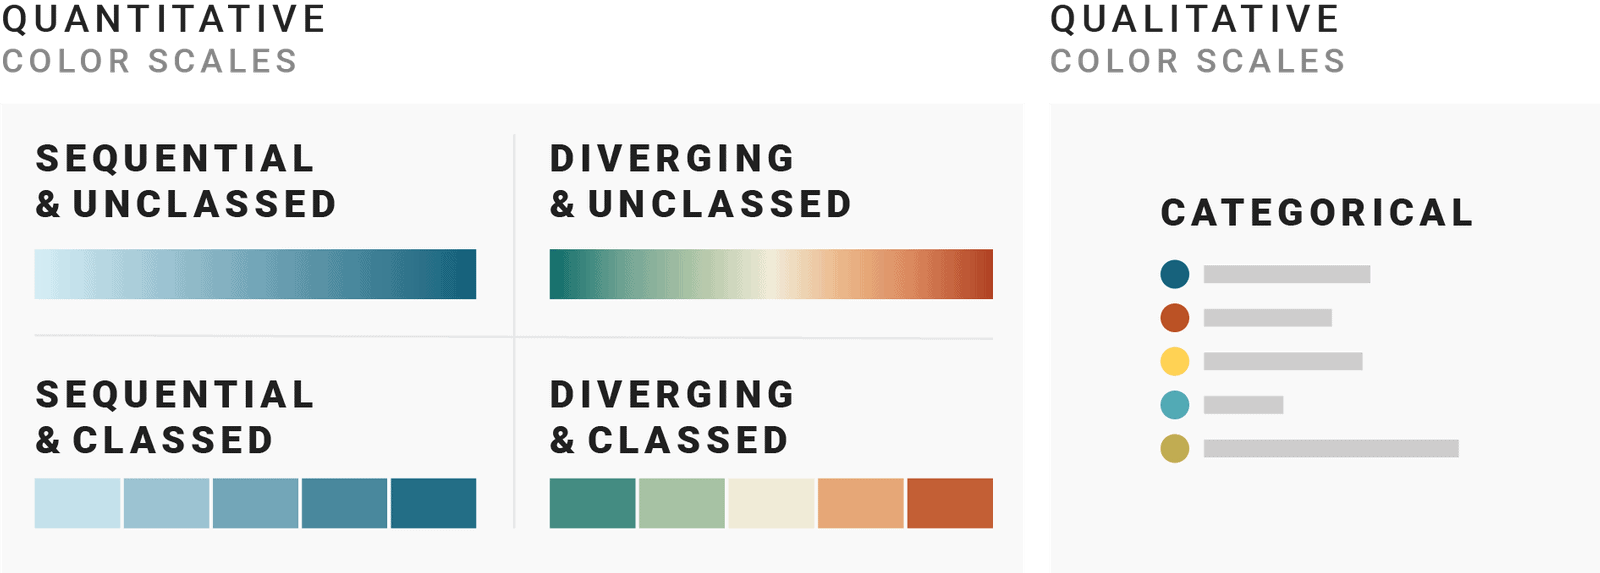 QUANTITATIVE
COLOR SCALES
SEQUENTIAL
& UNCLASSED
DIVERGING
& UNCLASSED
SEQUENTIAL
& CLASSED
DIVERGING
& CLASSED
QUALITATIVE
COLOR SCALES
CATEGORICAL